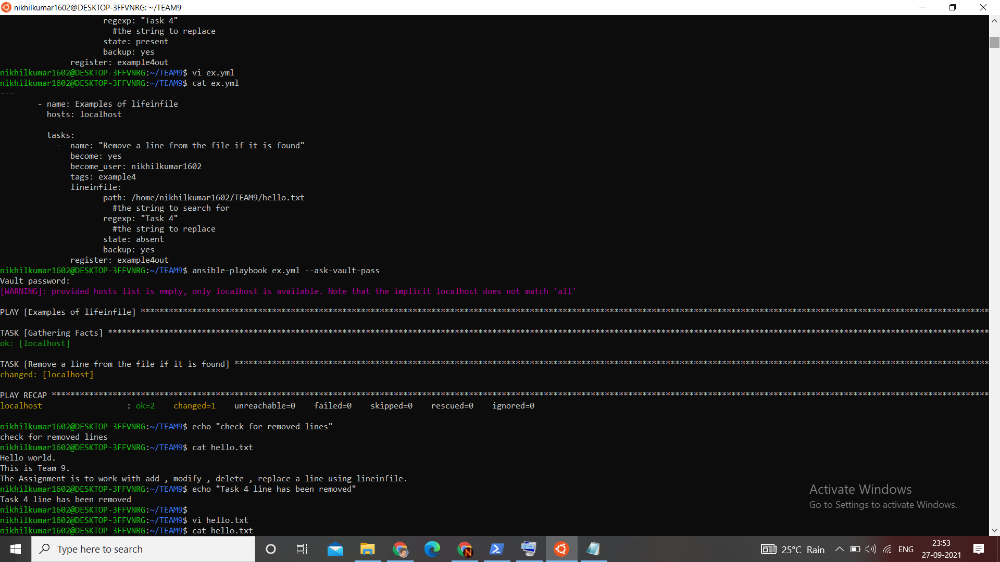 nikhilkumar1602@DESKTOP-3FFVNRG: ~/TEAM9
regexp: "Task 4"
#the string to replace
state: present
backup: yes
register: example4out
nikhilkumar1602@DESKTOP-3FFVNRG:~/TEAM9$ vi ex.yml
nikhilkumar1602@DESKTOP-3FFVNRG:~/TEAM9$ cat ex.yml
---
- name: Examples of lifeinfile
hosts: localhost
tasks:
- name: "Remove a line from the file if it is found"
become: yes
become_user: nikhilkumar1602
tags: example4
lineinfile:
path: /home/nikhilkumar1602/TEAM9/hello.txt
#the string to search for
regexp: "Task 4"
#the string to replace
state: absent
backup: yes
register: example4out
nikhilkumar1602@DESKTOP-3FFVNRG:~/TEAM9$ ansible-playbook ex.yml --ask-vault-pass
Vault password:
[WARNING]: provided hosts list is empty, only localhost is available. Note that the implicit localhost does not match 'all'
PLAY [Examples of lifeinfile] ************************************************************
TASK [Gathering Facts] ************************************************************
ok: [localhost]
TASK [Remove a line from the file if it is found] ************************************************************
changed: [localhost]
PLAY RECAP ************************************************************
localhost : ok=2 changed=1 unreachable=0 failed=0 skipped=0 rescued=0 ignored=0
nikhilkumar1602@DESKTOP-3FFVNRG:~/TEAM9$ echo "check for removed lines"
check for removed lines
nikhilkumar1602@DESKTOP-3FFVNRG:~/TEAM9$ cat hello.txt
Hello world.
This is Team 9.
The Assignment is to work with add , modify , delete , replace a line using lineinfile.
nikhilkumar1602@DESKTOP-3FFVNRG:~/TEAM9$ echo "Task 4 line has been removed"
Task 4 line has been removed
nikhilkumar1602@DESKTOP-3FFVNRG:~/TEAM9$
nikhilkumar1602@DESKTOP-3FFVNRG:~/TEAM9$ vi hello.txt
nikhilkumar1602@DESKTOP-3FFVNRG:~/TEAM9$ cat hello.txt
Activate Windows
Go to Settings to activate Windows.
Type here to search
N
25°C Rain
ENG
23:53
27-09-2021